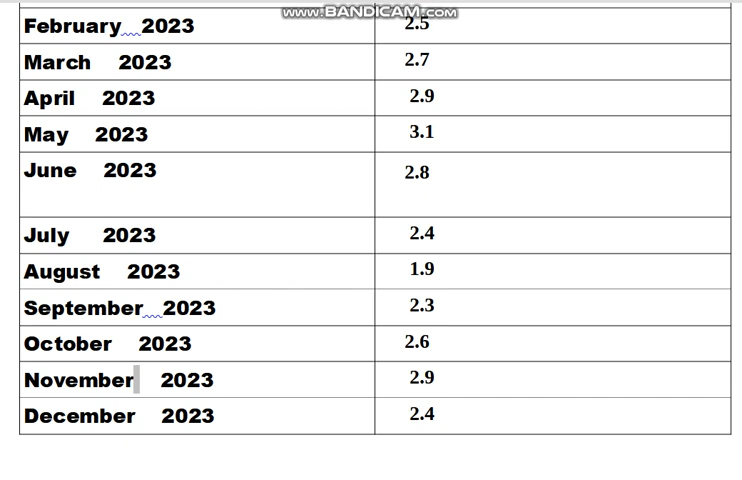 www.BANDICAM.com
February 2023 2.5
March 2023 2.7
April 2023 2.9
May 2023 3.1
June 2023 2.8
July 2023 2.4
August 2023 1.9
September 2023 2.3
October 2023 2.6
November 2023 2.9
December 2023 2.4